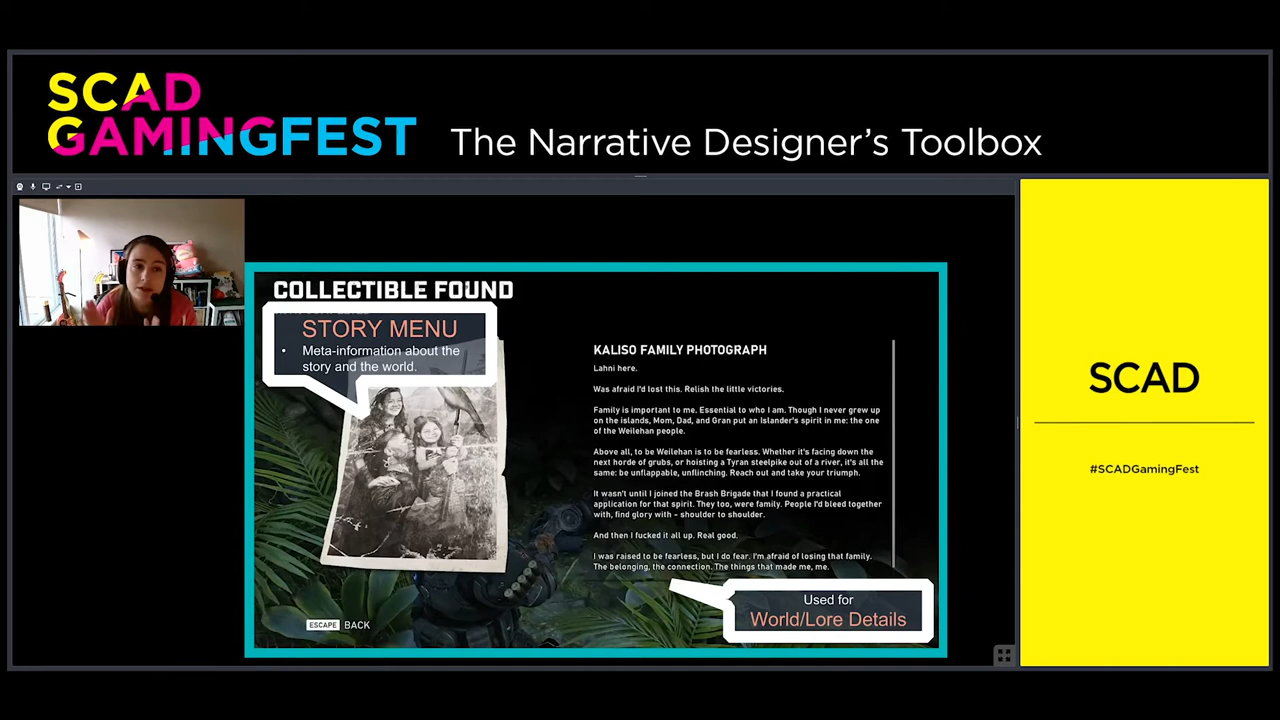 SCAD
GAMINGFEST
The Narrative Designer's Toolbox
COLLECTIBLE FOUND
STORY MENU
• Meta-information about the
story and the world.
KALISO FAMILY PHOTOGRAPH
Lahni here.
Was afraid I'd lost this. Relish the little victories.
Family is important to me. Essential to who I am. Though I never grew up
on the islands, Mom, Dad, and Gran put an Islander's spirit in me: the one
of the Weilehan people.
Above all, to be Weilehan is to be fearless. Whether it's facing down the
next horde of grubs, or hoisting a Tyran steelpike out of a river, it's all the
same: be unflappable, unflinching. Reach out and take your triumph.
It wasn't until I joined the Brash Brigade that I found a practical
application for that spirit. They too, were family. People I'd bleed together
with, find glory with - shoulder to shoulder.
And then I fucked it all up. Real good.
I was raised to be fearless, but I do fear. I'm afraid of losing that family.
The belonging, the connection. The things that made me, me.
Used for
World/Lore Details
ESCAPE BACK
SCAD
#SCADGamingFest